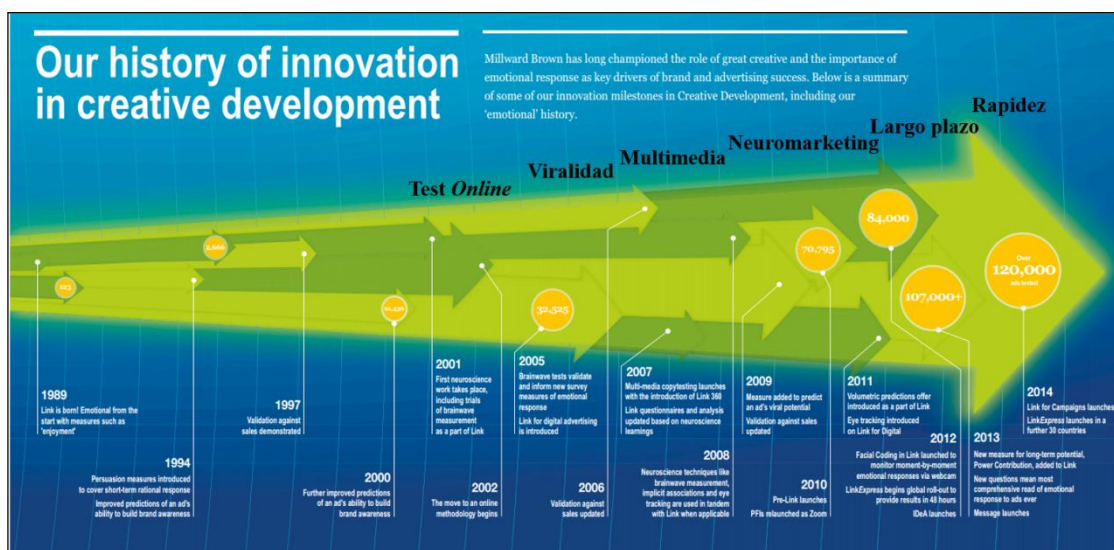 Our history of innovation
in creative development
Millward Brown has long championed the role of great creative and the importance of
emotional response as key drivers of brand and advertising success. Below is a summary
of some of our innovation milestones in Creative Development, including our
'emotional' history.
Rapidez
Largo plazo
Neuromarketing
Multimedia
Viralidad
Test Online
123
32,525
70,795
84,000
107,000+
Over
120,000
ads tested
1989
Link is born! Emotional from the
start with measures such as
'enjoyment'
1994
Persuasion measures introduced
to cover short-term rational response
Improved predictions of an ad's
ability to build brand awareness
1997
Validation against
sales demonstrated
2000
Further improved predictions
of an ad's ability to build
brand awareness
2001
First neuroscience
work takes place,
including trials
of brainwave
measurement
as a part of Link
2002
The move to an online
methodology begins
2005
Brainwave tests validate
and inform new survey
measures of emotional
response
Link for digital advertising
is introduced
2006
Validation against
sales updated
2007
Multi-media copytesting launches
with the introduction of Link 360
Link questionnaires and analysis
updated based on neuroscience
learnings
2008
Neuroscience techniques like
brainwave measurement,
implicit associations and eye
tracking are used in tandem
with Link when applicable
2009
Measure added to predict
an ad's viral potential
Validation against sales
updated
2010
Pre-Link launches
PFIs relaunched as Zoom
2011
Volumetric predictions offer
introduced as a part of Link
Eye tracking introduced
on Link for Digital
2012
Facial Coding in Link launched to
monitor moment-by-moment
emotional responses via webcam
LinkExpress begins global roll-out to
provide results in 48 hours
IDeA launches
2013
New measure for long-term potential,
Power Contribution, added to Link
New questions mean most
comprehensive read of emotional
response to ads ever
Message launches
2014
Link for Campaigns launches
LinkExpress launches in a
further 30 countries